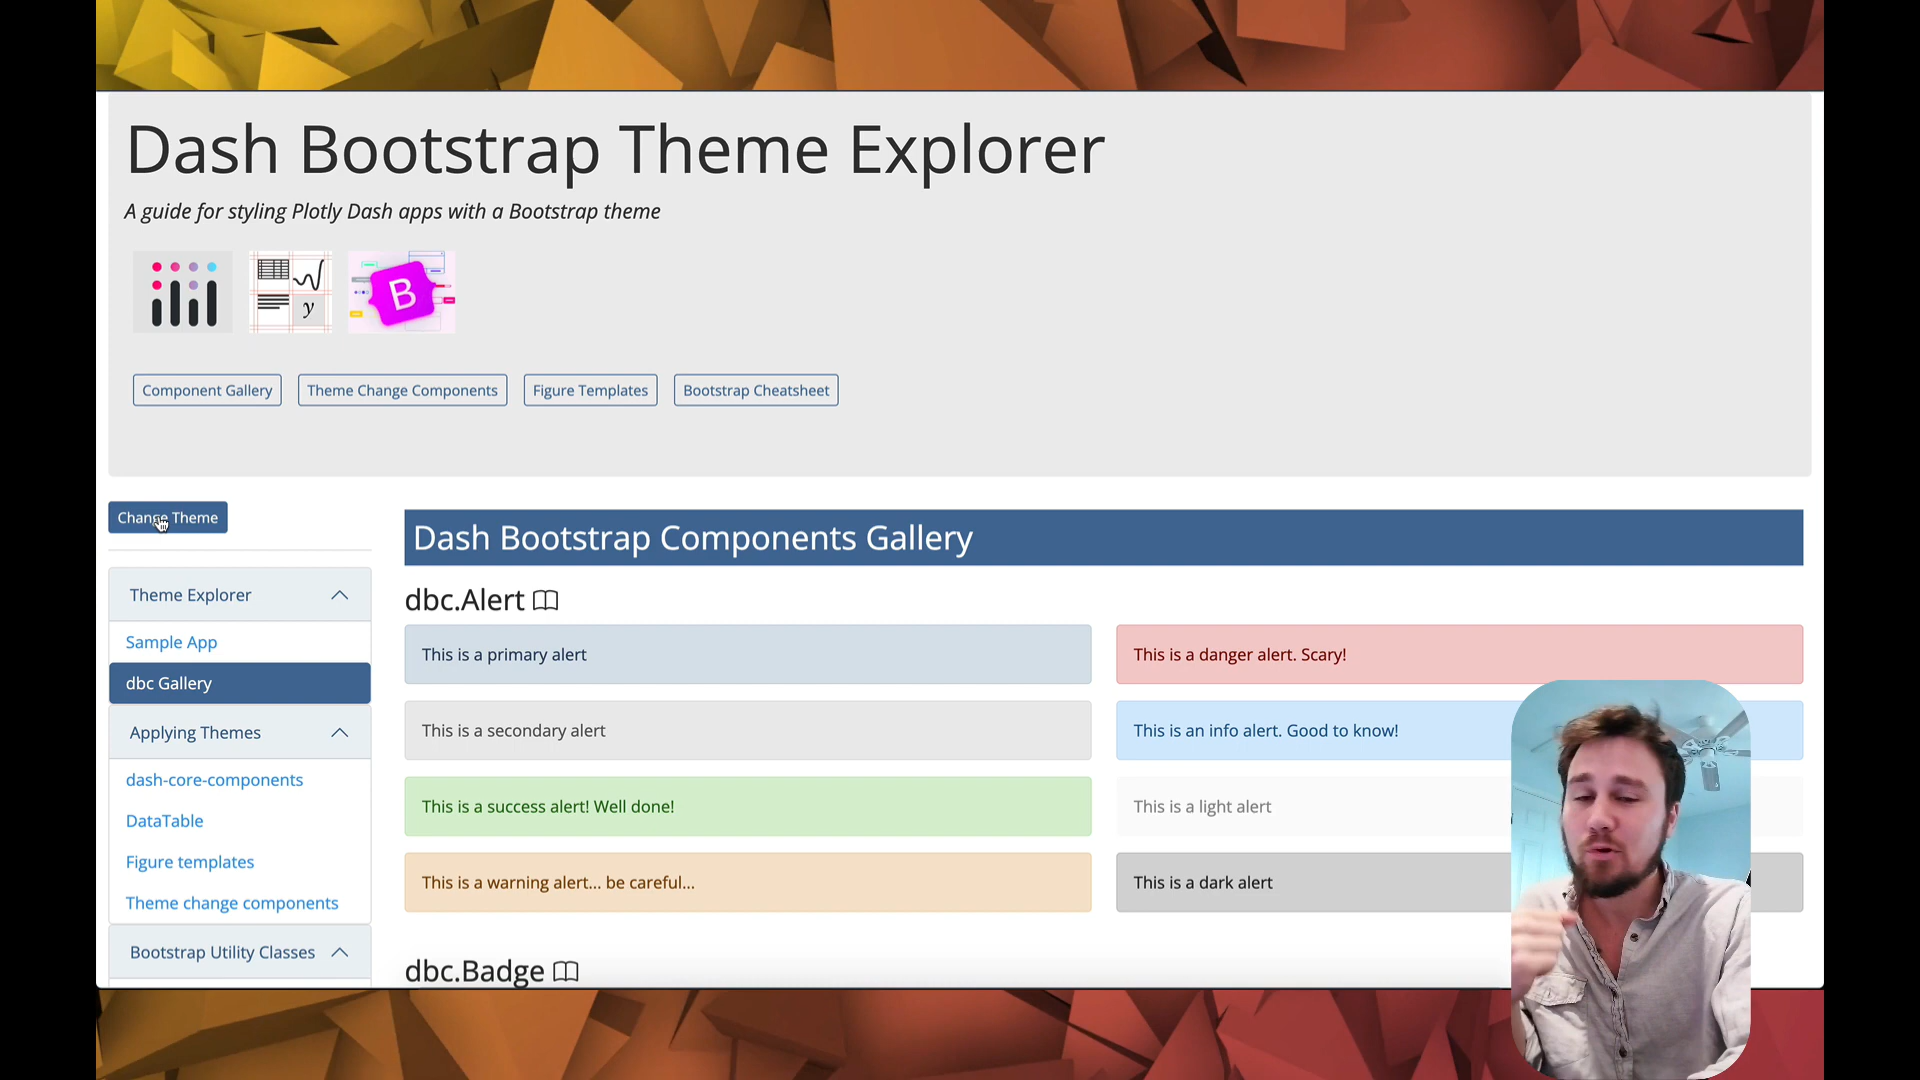 Dash Bootstrap Theme Explorer
A guide for styling Plotly Dash apps with a Bootstrap theme
y
B
Component Gallery
Theme Change Components
Figure Templates
Bootstrap Cheatsheet
Change Theme
Theme Explorer
Sample App
dbc Gallery
Applying Themes
dash-core-components
DataTable
Figure templates
Theme change components
Bootstrap Utility Classes
Dash Bootstrap Components Gallery
dbc.Alert
This is a primary alert
This is a danger alert. Scary!
This is a secondary alert
This is an info alert. Good to know!
This is a success alert! Well done!
This is a light alert
This is a warning alert... be careful...
This is a dark alert
dbc.Badge